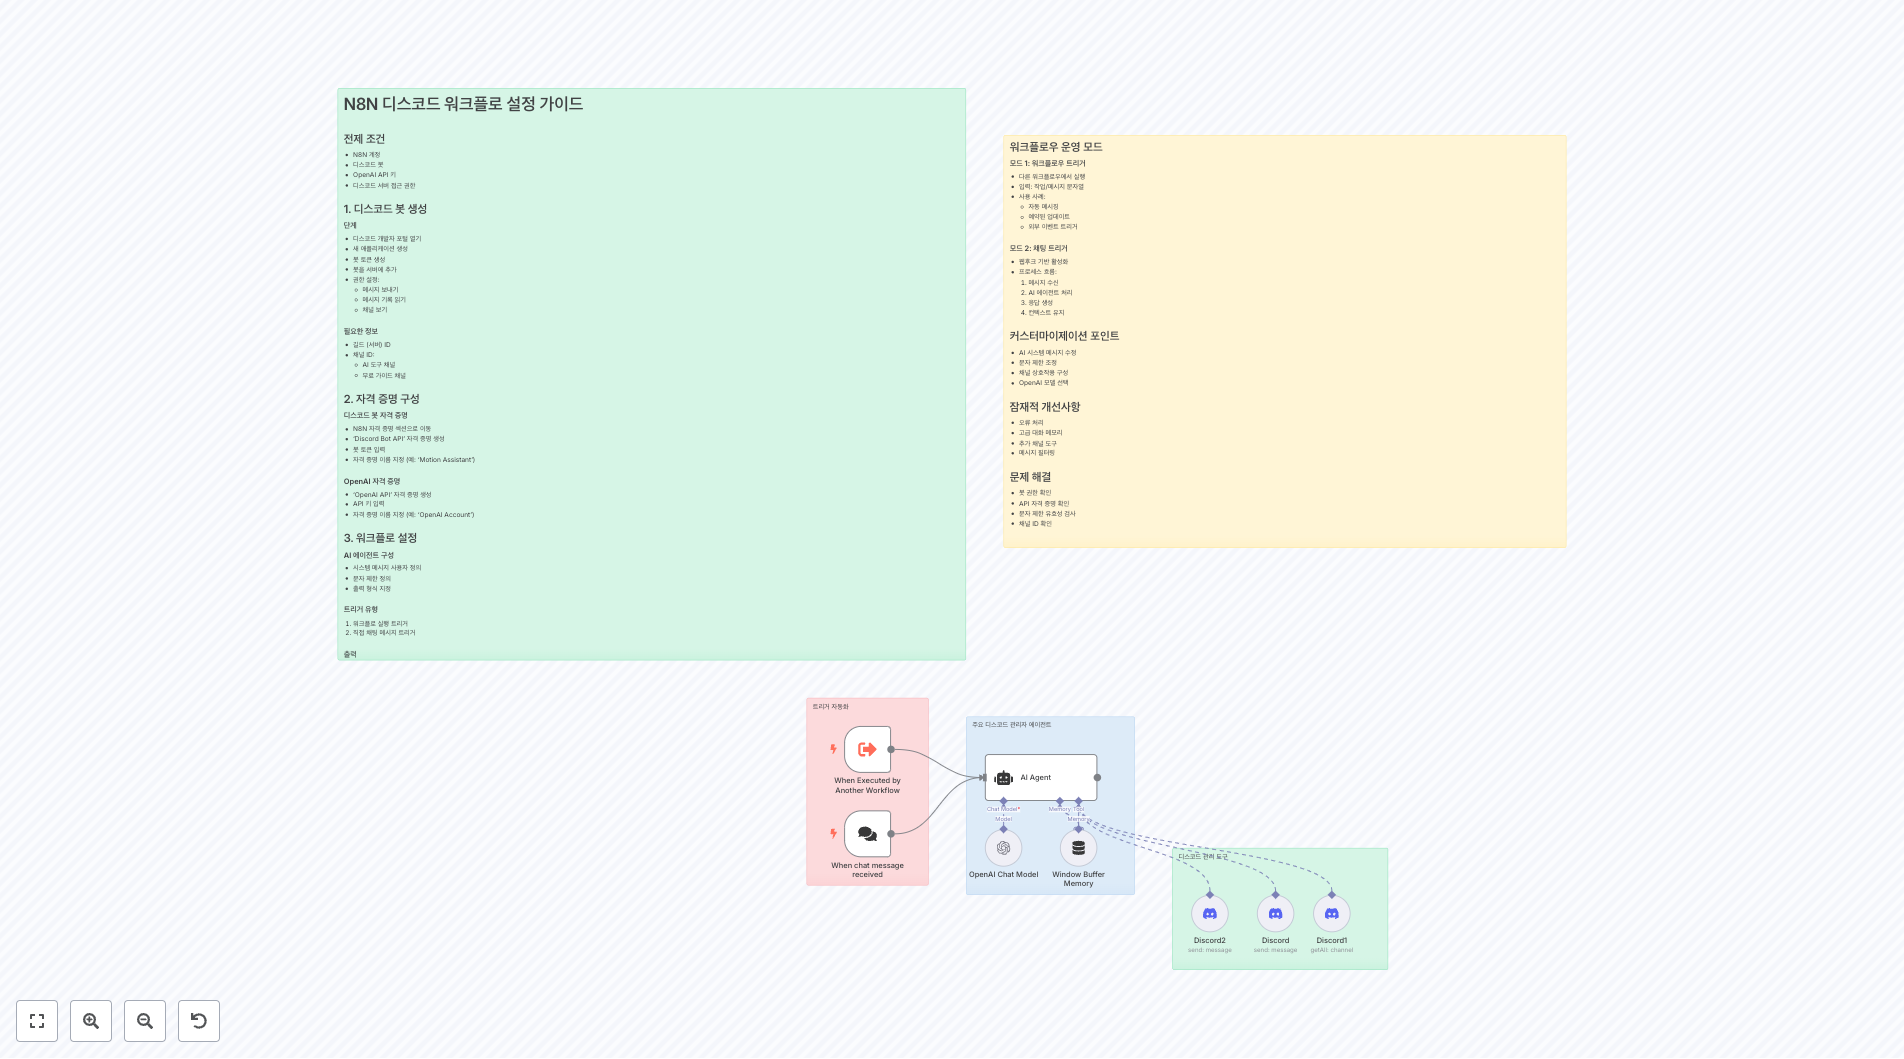 N8N 디스코드 워크플로 설정 가이드
전제 조건
N8N 계정
디스코드 봇
OpenAI API 키
디스코드 서버 접근 권한
1. 디스코드 봇 생성
단계
디스코드 개발자 포털 열기
새 애플리케이션 생성
봇 토큰 생성
봇을 서버에 추가
권한 설정:
메시지 보내기
메시지 기록 읽기
채널 보기
필요한 정보
길드 (서버) ID
채널 ID:
AI 도구 채널
무료 가이드 채널
2. 자격 증명 구성
디스코드 봇 자격 증명
N8N 자격 증명 섹션으로 이동
‘Discord Bot API’ 자격 증명 생성
봇 토큰 입력
자격 증명 이름 지정 (예: ‘Motion Assistant’)
OpenAI 자격 증명
‘OpenAI API’ 자격 증명 생성
API 키 입력
자격 증명 이름 지정 (예: ‘OpenAI Account’)
3. 워크플로 설정
AI 에이전트 구성
시스템 메시지 사용자 정의
문자 제한 정의
출력 형식 지정
트리거 유형
1. 워크플로 실행 트리거
2. 직접 채팅 메시지 트리거
출력
워크플로우 운영 모드
모드 1: 워크플로우 트리거
다른 워크플로우에서 실행
입력: 작업/메시지 문자열
사용 사례:
자동 메시징
예약된 업데이트
외부 이벤트 트리거
모드 2: 채팅 트리거
웹후크 기반 활성화
프로세스 흐름:
1. 메시지 수신
2. AI 에이전트 처리
3. 응답 생성
4. 컨텍스트 유지
커스터마이제이션 포인트
AI 시스템 메시지 수정
문자 제한 조정
채널 상호작용 구성
OpenAI 모델 선택
잠재적 개선사항
오류 처리
고급 대화 메모리
추가 채널 도구
메시지 필터링
문제 해결
봇 권한 확인
API 자격 증명 확인
문자 제한 유효성 검사
채널 ID 확인
트리거 자동화
When Executed by
Another Workflow
When chat message
received
주요 디스코드 관리자 에이전트
AI Agent
Chat Model*
Memory
Tool
Model
Memory
OpenAI Chat Model
Window Buffer
Memory
디스코드 관리 도구
Discord2
send: message
Discord
send: message
Discord1
getAll: channel